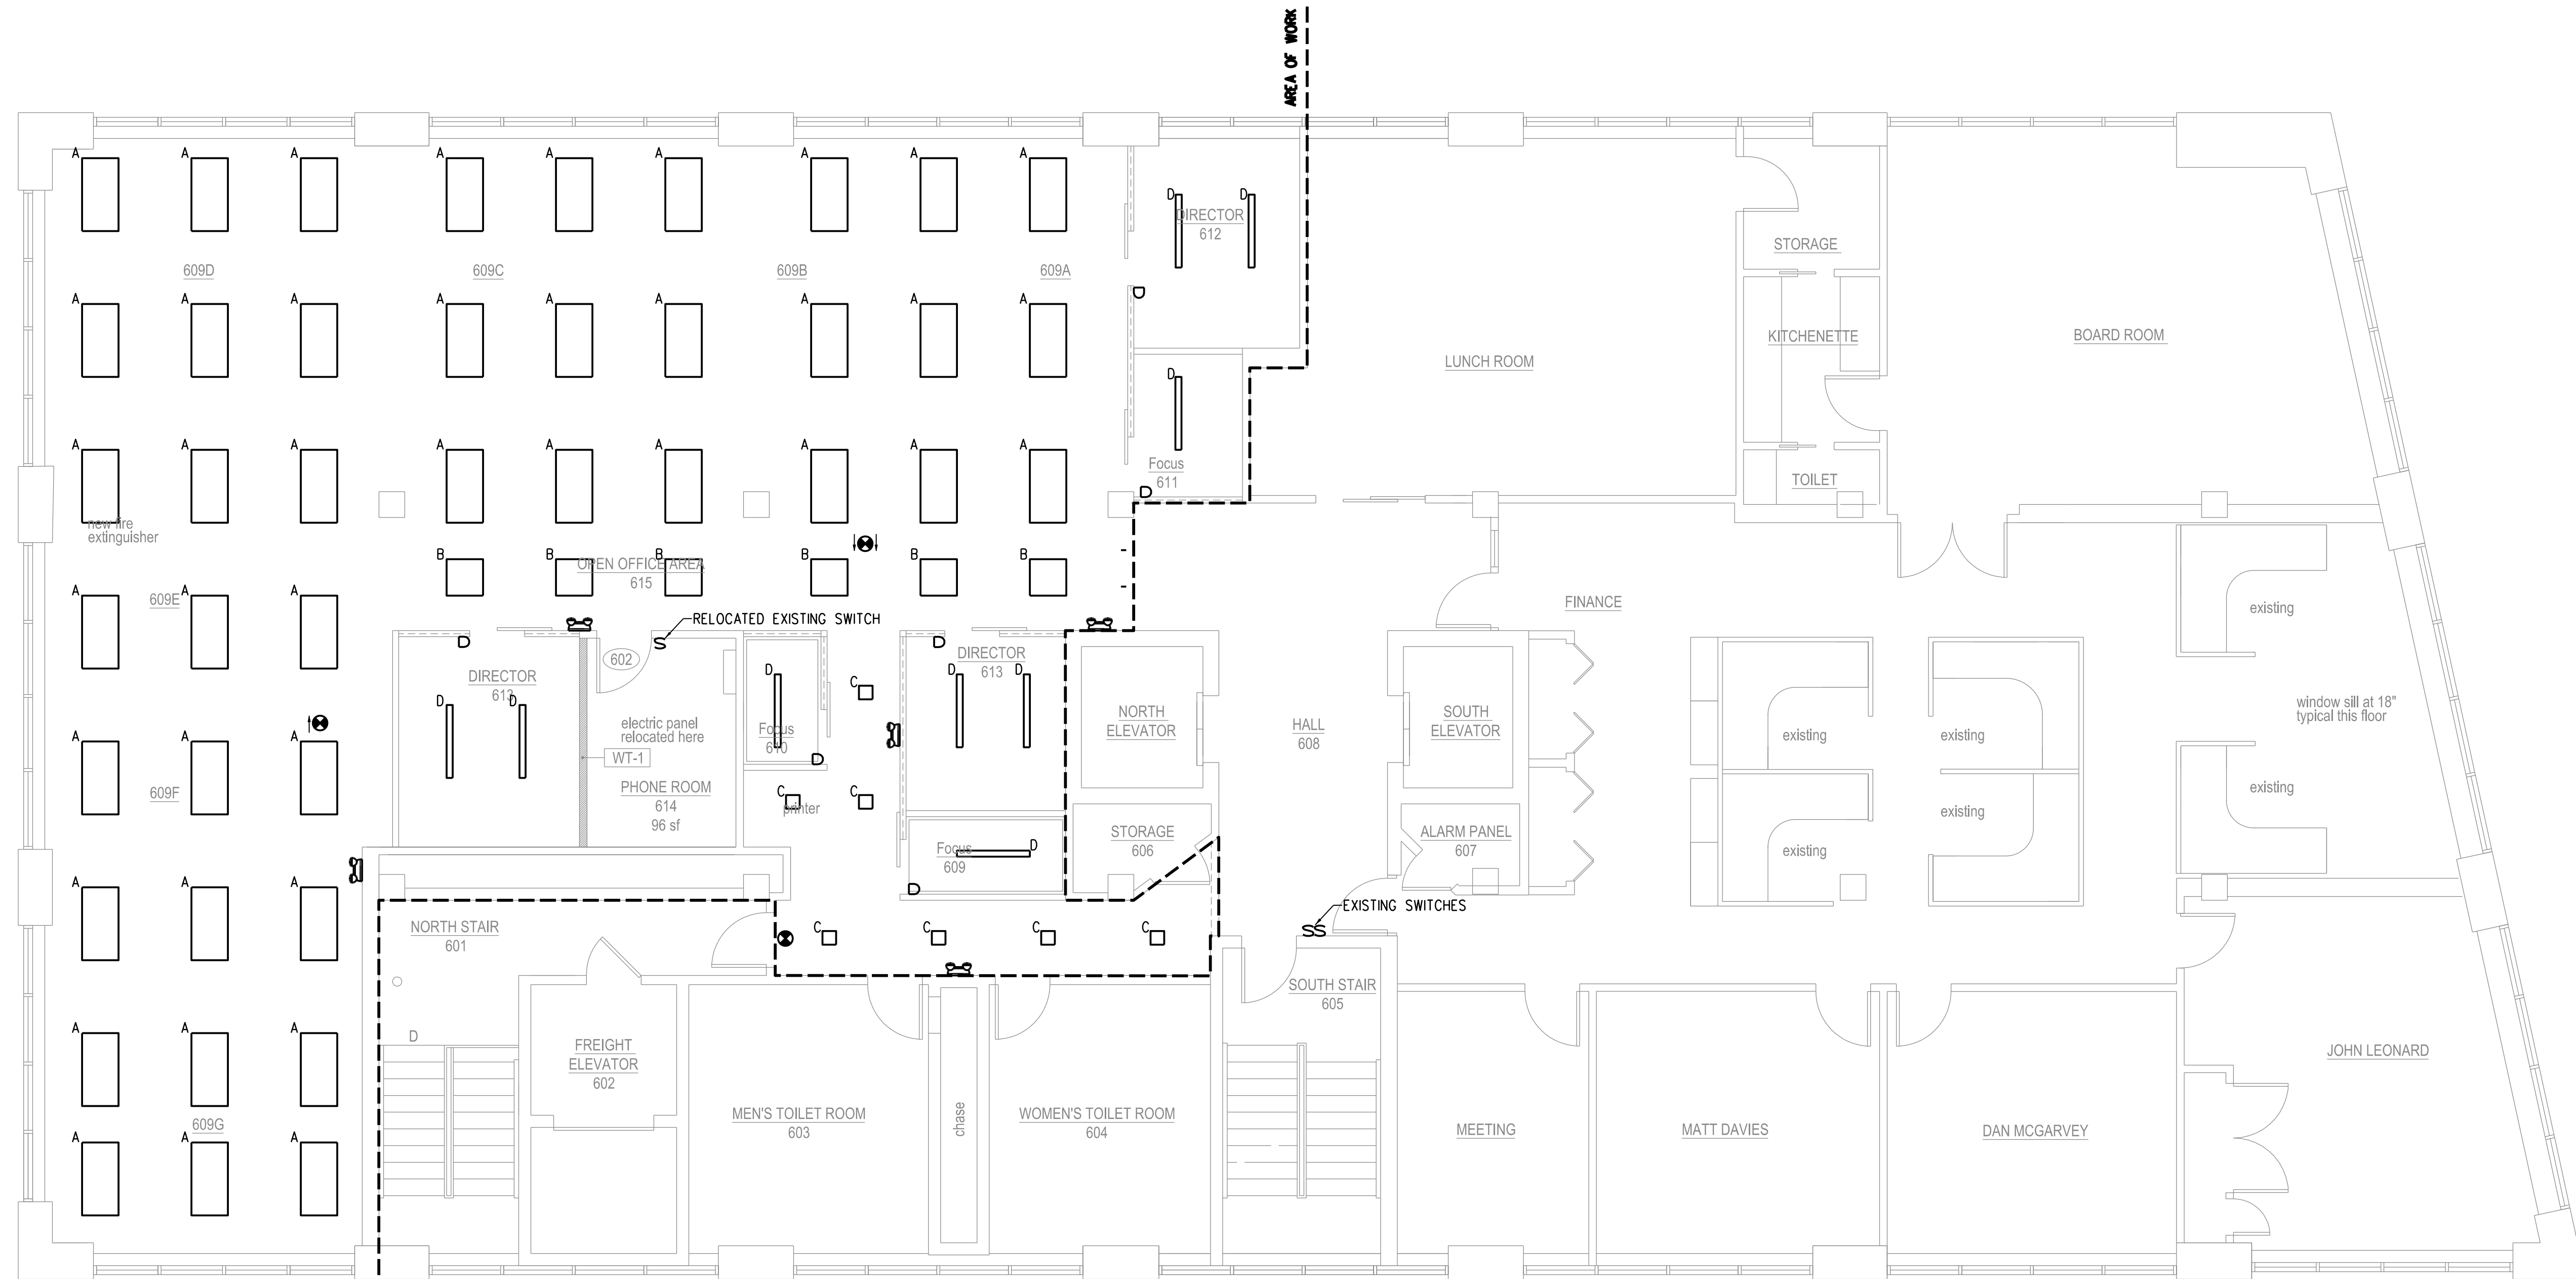 AREA OF WORK
A A A A A A A A A
D D
DIRECTOR
612
609D 609C 609B 609A
STORAGE
D
A A A A A A A A A
KITCHENETTE
BOARD ROOM
LUNCH ROOM
D
A A A A A A A A A
Focus
611
D
TOILET
new fire
extinguisher
B B B B B B
OPEN OFFICE AREA
615
A A A
609E
FINANCE
existing
RELOCATED EXISTING SWITCH
D
S
602
D
DIRECTOR
613
DIRECTOR
613
D D
D
C
D D
electric panel
relocated here
WT-1
Focus
610
D
NORTH
ELEVATOR
HALL
608
SOUTH
ELEVATOR
existing
existing
window sill at 18"
typical this floor
A A A
609F
PHONE ROOM
614
96 sf
C C
printer
existing
existing
existing
STORAGE
606
ALARM PANEL
607
Focus
609
D
D
A A A
EXISTING SWITCHES
SS
NORTH STAIR
601
C C C C
SOUTH STAIR
605
A A A
D
FREIGHT
ELEVATOR
602
JOHN LEONARD
MEN'S TOILET ROOM
603
chase
WOMEN'S TOILET ROOM
604
MEETING
MATT DAVIES
DAN MCGARVEY
609G
A A A